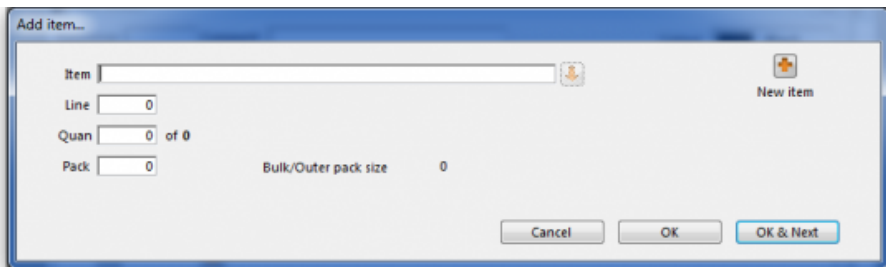 Add item...
Item
New item
Line 0
Quan 0 of 0
Pack 0 Bulk/Outer pack size 0
Cancel OK OK & Next